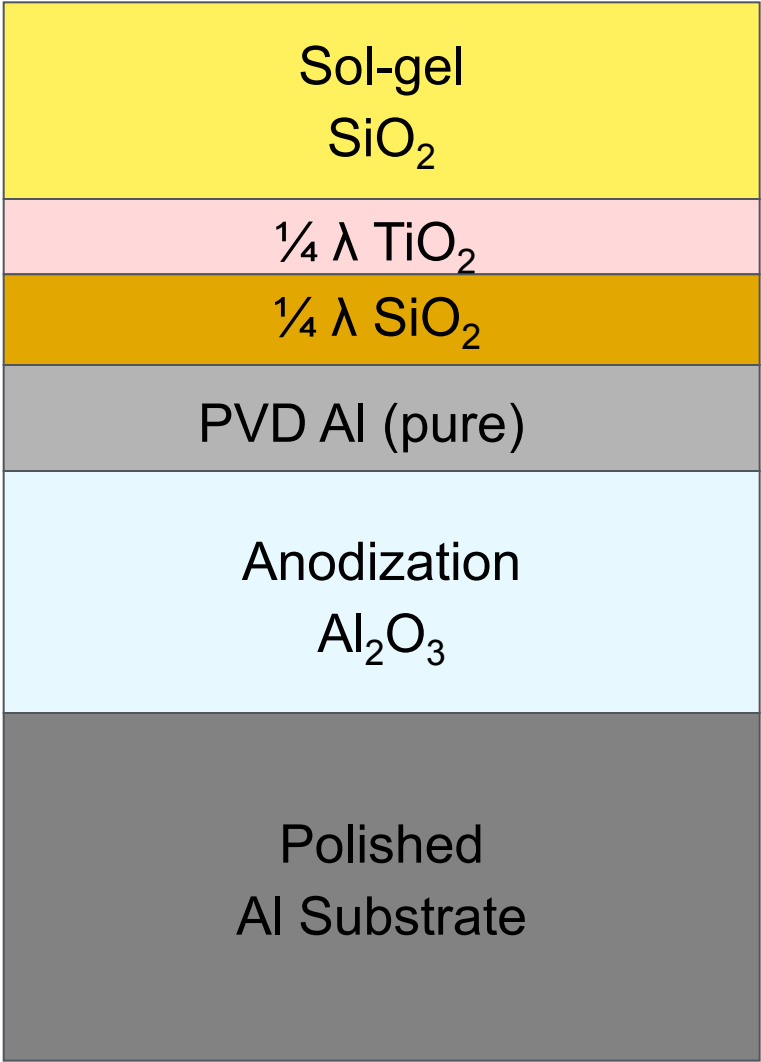 Sol-gel
SiO₂
¼ λ TiO₂
¼ λ SiO₂
PVD Al (pure)
Anodization
Al₂O₃
Polished
Al Substrate